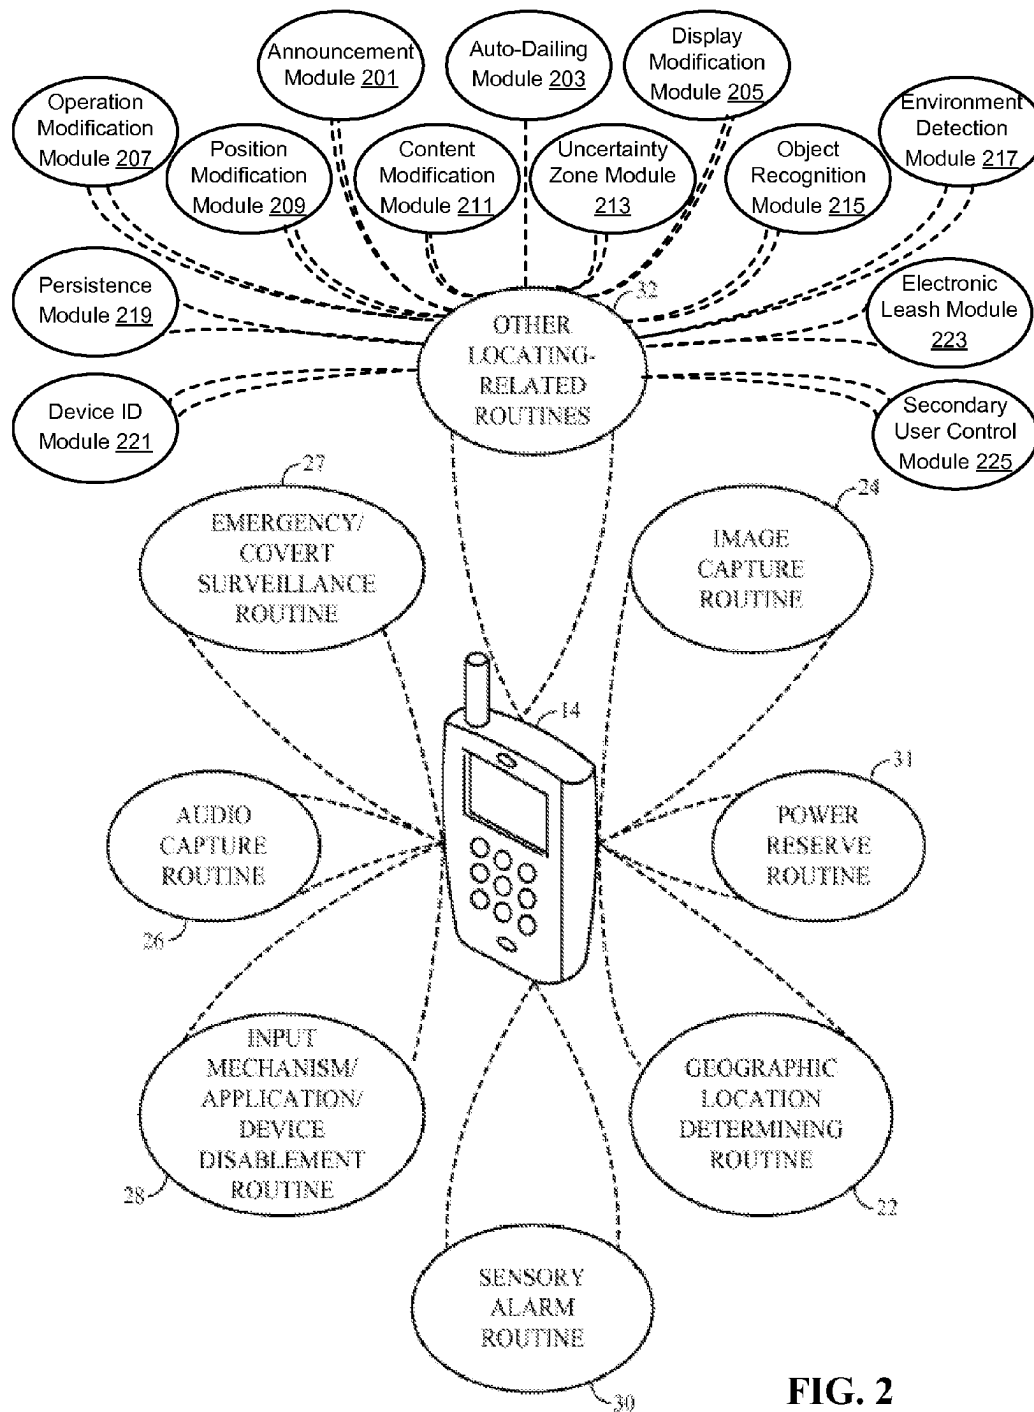 Announcement
Module 201
Auto-Dailing
Module 203
Display
Modification
Module 205
Operation
Modification
Module 207
Position
Modification
Module 209
Content
Modification
Module 211
Uncertainty
Zone Module
213
Object
Recognition
Module 215
Environment
Detection
Module 217
Persistence
Module 219
32
OTHER
LOCATING-
RELATED
ROUTINES
Electronic
Leash Module
223
Device ID
Module 221
Secondary
User Control
Module 225
27
EMERGENCY/
COVERT
SURVEILLANCE
ROUTINE
24
IMAGE
CAPTURE
ROUTINE
14
AUDIO
CAPTURE
ROUTINE
26
31
POWER
RESERVE
ROUTINE
INPUT
MECHANISM/
APPLICATION/
DEVICE
DISABLEMENT
ROUTINE
28
GEOGRAPHIC
LOCATION
DETERMINING
ROUTINE
22
SENSORY
ALARM
ROUTINE
30
FIG. 2